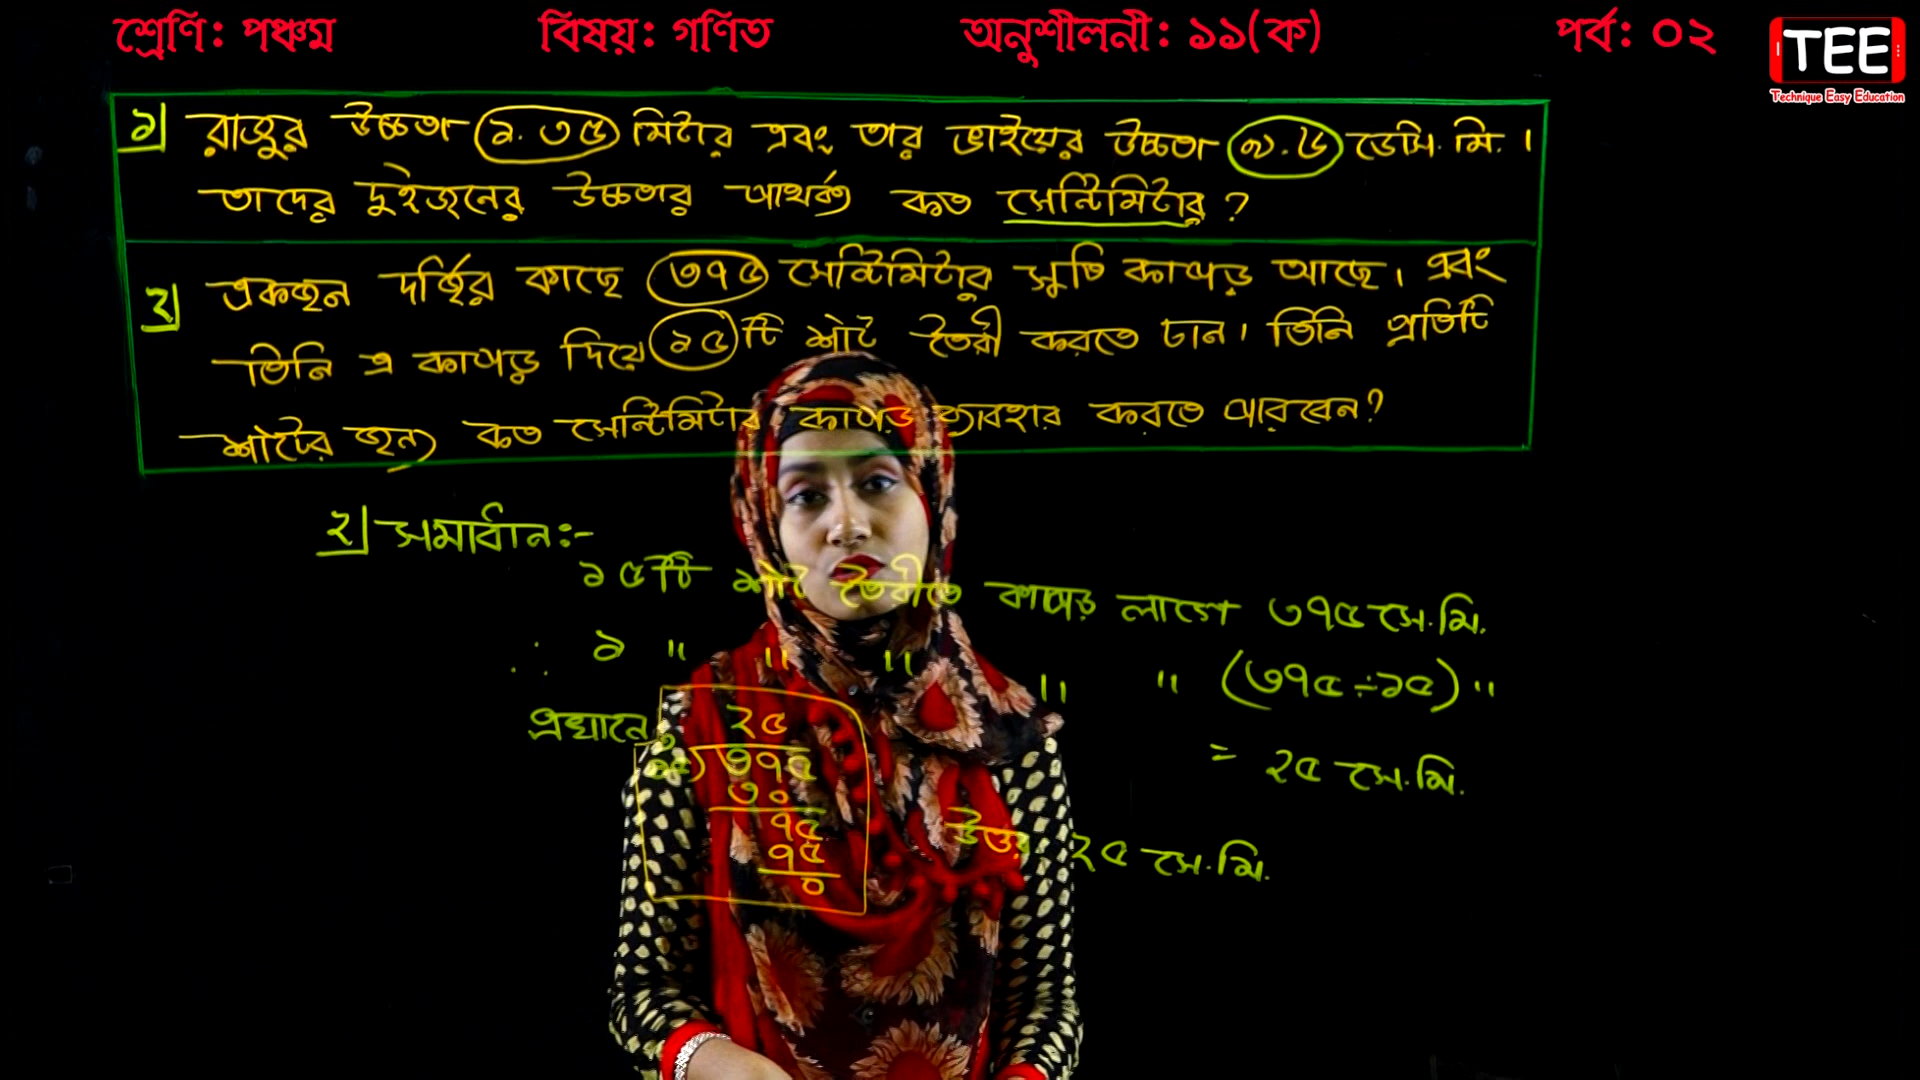 শ্রেণি: পঞ্চম বিষয়: গণিত অনুশীলনী: ১১(ক) পর্ব: ০২
TEE
Technique Easy Education
১| রাজুর উচ্চতা ১.৩৫ মিটার এবং তার ভাইয়ের উচ্চতা ৯.৬ ডেসি.মি.।
তাদের দুইজনের উচ্চতার পার্থক্য কত সেন্টিমিটার?
২| একজন দর্জির কাছে ৩৭৫ সেন্টিমিটার সুতি কাপড় আছে। এবং
তিনি ঐ কাপড় দিয়ে ১৫টি শার্ট তৈরী করতে চান। তিনি প্রতিটি
শার্টের জন্য কত সেন্টিমিটার কাপড় ব্যবহার করতে পারবেন?
২| সমাধান:-
১৫টি শার্ট তৈরীতে কাপড় লাগে ৩৭৫ সে.মি.
∴ ১ " " " " " (৩৭৫÷১৫) "
= ২৫ সে.মি.
এখানে,
২৫
১৫)৩৭৫
৩০
৭৫
৭৫
০
উত্তর: ২৫ সে.মি.